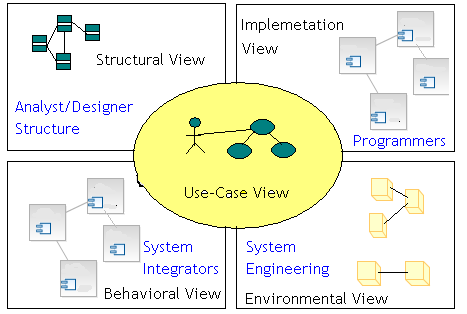 Structural View
Analyst/Designer
Structure
Implemetation
View
Programmers
Use-Case View
System
Integrators
Behavioral View
System
Engineering
Environmental View